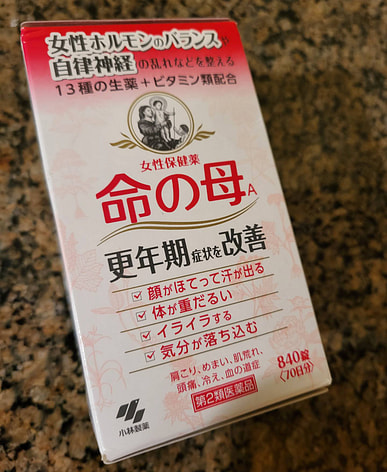 女性ホルモンのバランスや
自律神経の乱れなどを整える
13種の生薬+ビタミン類配合
女性保健薬
命の母A
更年期症状を改善
顔がほてって汗が出る
体が重だるい
イライラする
気分が落ち込む
肩こり、めまい、肌荒れ、
頭痛、冷え、血の道症
第2類医薬品
840錠
〈70日分〉
小林製薬